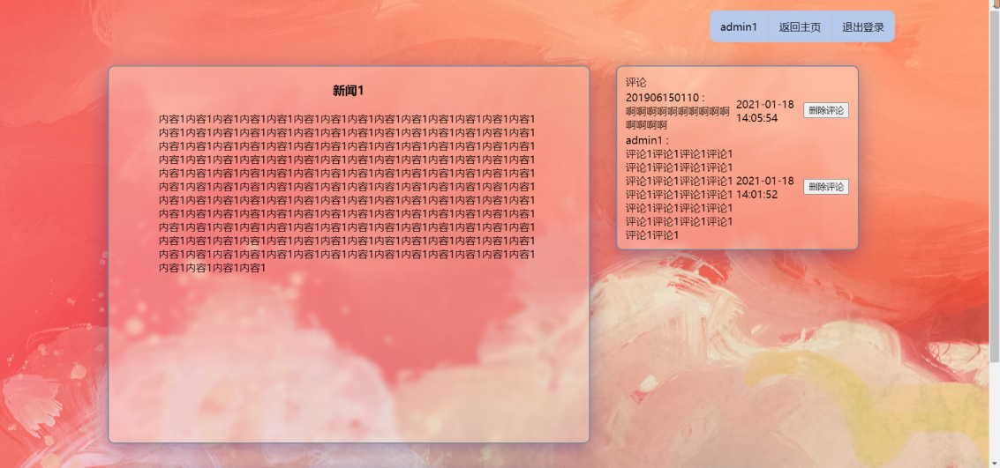 admin1 返回主页 退出登录
新闻1
内容1内容1内容1内容1内容1内容1内容1内容1内容1内容1内容1内容1内容1内容1
内容1内容1内容1内容1内容1内容1内容1内容1内容1内容1内容1内容1内容1内容1
内容1内容1内容1内容1内容1内容1内容1内容1内容1内容1内容1内容1内容1内容1
内容1内容1内容1内容1内容1内容1内容1内容1内容1内容1内容1内容1内容1内容1
内容1内容1内容1内容1内容1内容1内容1内容1内容1内容1内容1内容1内容1内容1
内容1内容1内容1内容1内容1内容1内容1内容1内容1内容1内容1内容1内容1内容1
内容1内容1内容1内容1内容1内容1内容1内容1内容1内容1内容1内容1内容1内容1
内容1内容1内容1内容1内容1内容1内容1内容1内容1内容1内容1内容1内容1内容1
内容1内容1内容1内容1内容1内容1内容1内容1内容1内容1内容1内容1内容1内容1
内容1内容1内容1内容1内容1内容1内容1内容1内容1内容1内容1内容1内容1内容1
内容1内容1内容1内容1内容1内容1内容1内容1内容1内容1内容1内容1内容1内容1
内容1内容1内容1内容1
评论
201906150110 :
啊啊啊啊啊啊啊啊啊啊
啊啊啊啊
2021-01-18
14:05:54
删除评论
admin1 :
评论1评论1评论1评论1
评论1评论1评论1评论1
评论1评论1评论1评论1
评论1评论1评论1评论1
评论1评论1评论1评论1
评论1评论1评论1评论1
评论1评论1
2021-01-18
14:01:52
删除评论